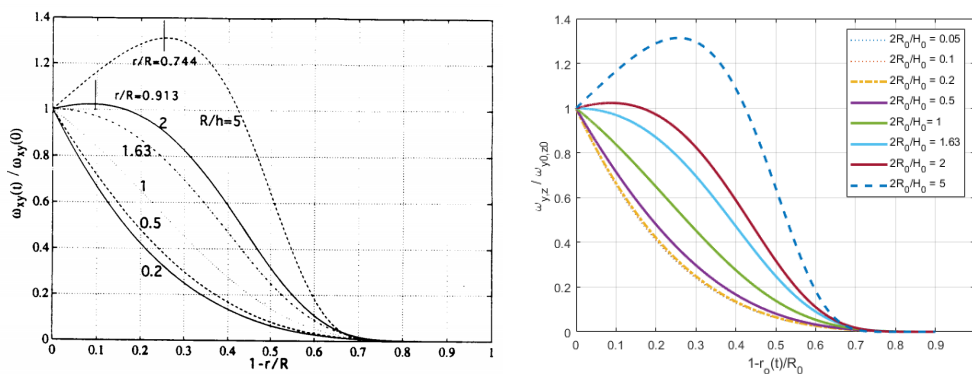 ω_xy(t) / ω_xy(0)
1.4
1.2
1
0.8
0.6
0.4
0.2
0
r/R=0.744
r/R=0.913
R/h=5
2
1.63
1
0.5
0.2
0 0.1 0.2 0.3 0.4 0.5 0.6 0.7 0.8 0.9 1
1-r/R
ω_y,z / ω_y0,z0
1.4
1.2
1
0.8
0.6
0.4
0.2
0
2R_0/H_0 = 0.05
2R_0/H_0 = 0.1
2R_0/H_0 = 0.2
2R_0/H_0 = 0.5
2R_0/H_0= 1
2R_0/H_0 = 1.63
2R_0/H_0 = 2
2R_0/H_0 = 5
0 0.1 0.2 0.3 0.4 0.5 0.6 0.7 0.8 0.9 1
1-r_o(t)/R_0